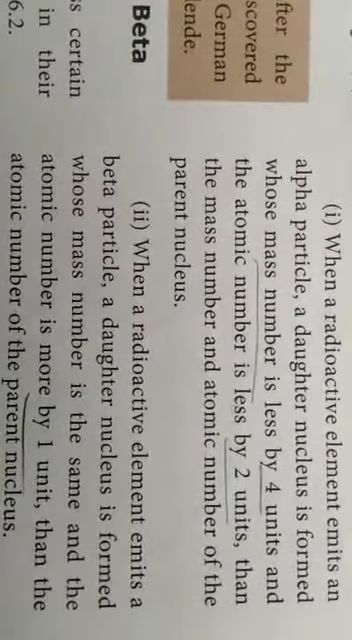 fter the
scovered
German
lende.
Beta
ss certain
in their
6.2.
(i) When a radioactive element emits an
alpha particle, a daughter nucleus is formed
whose mass number is less by 4 units and
the atomic number is less by 2 units, than
the mass number and atomic number of the
parent nucleus.
(ii) When a radioactive element emits a
beta particle, a daughter nucleus is formed
whose mass number is the same and the
atomic number is more by 1 unit, than the
atomic number of the parent nucleus.